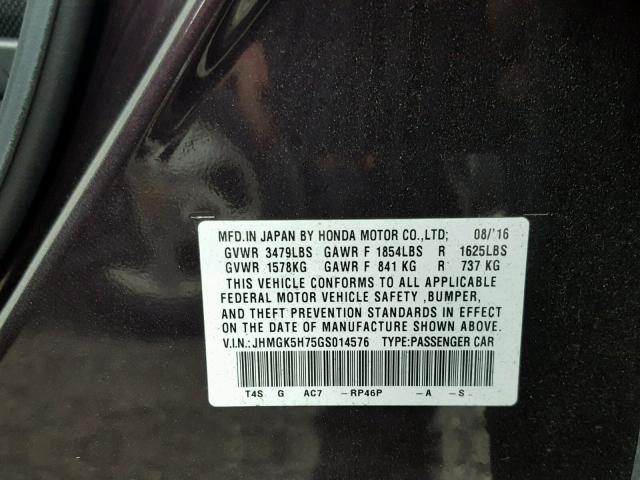 MFD.IN JAPAN BY HONDA MOTOR CO.,LTD; 08/'16
GVWR 3479LBS GAWR F 1854LBS R 1625LBS
GVWR 1578KG GAWR F 841 KG R 737 KG
THIS VEHICLE CONFORMS TO ALL APPLICABLE
FEDERAL MOTOR VEHICLE SAFETY ,BUMPER,
AND THEFT PREVENTION STANDARDS IN EFFECT
ON THE DATE OF MANUFACTURE SHOWN ABOVE.
V.I.N.:JHMGK5H75GS014576 TYPE:PASSENGER CAR
T4S G AC7 –RP46P –A –S–